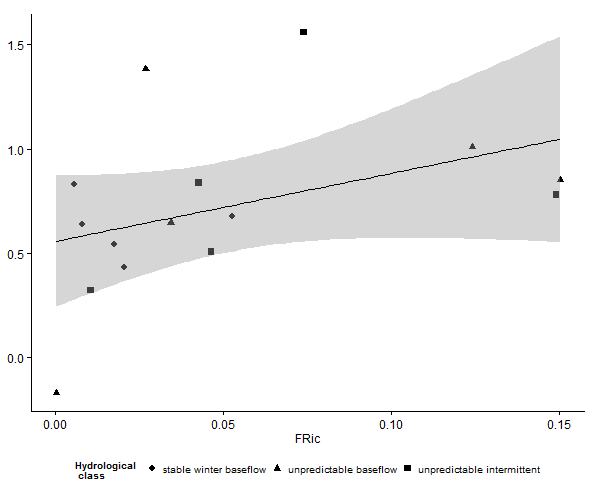 1.5
1.0
0.5
0.0
0.00 0.05 0.10 0.15
FRic
Hydrological
class
stable winter baseflow unpredictable baseflow unpredictable intermittent